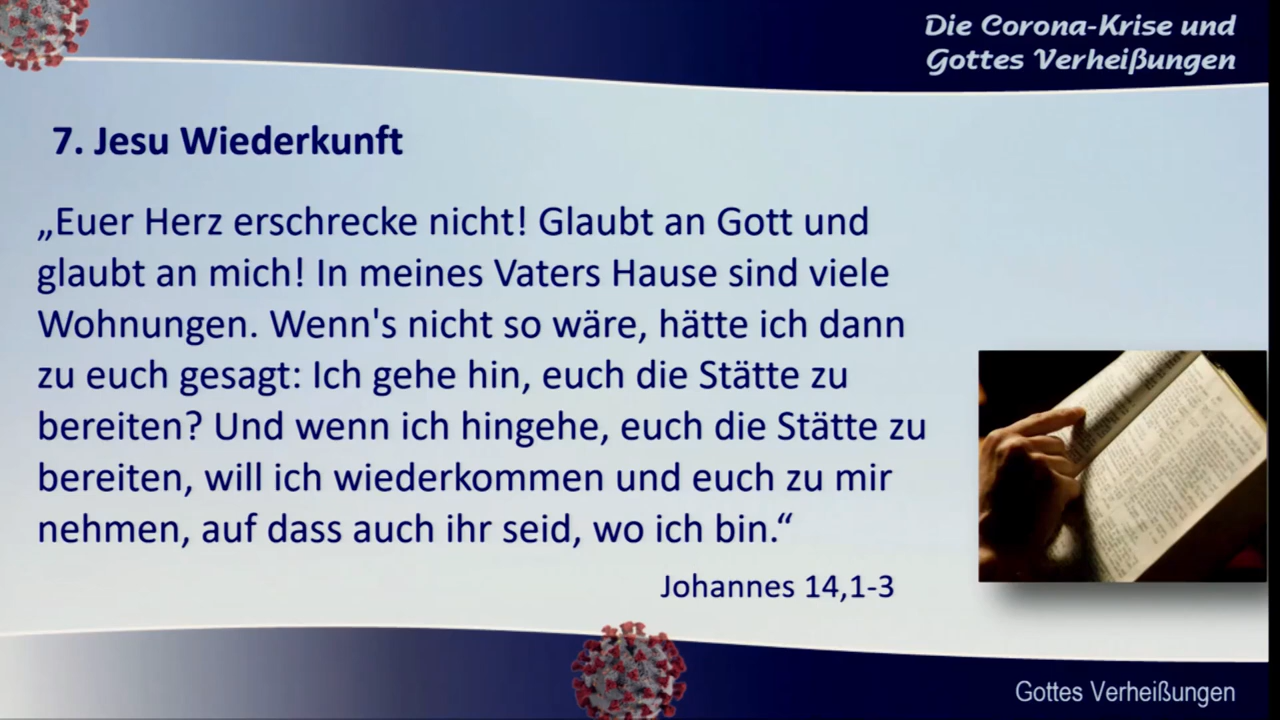 Die Corona-Krise und
Gottes Verheißungen
7. Jesu Wiederkunft
„Euer Herz erschrecke nicht! Glaubt an Gott und
glaubt an mich! In meines Vaters Hause sind viele
Wohnungen. Wenn's nicht so wäre, hätte ich dann
zu euch gesagt: Ich gehe hin, euch die Stätte zu
bereiten? Und wenn ich hingehe, euch die Stätte zu
bereiten, will ich wiederkommen und euch zu mir
nehmen, auf dass auch ihr seid, wo ich bin.“
Johannes 14,1-3
Gottes Verheißungen